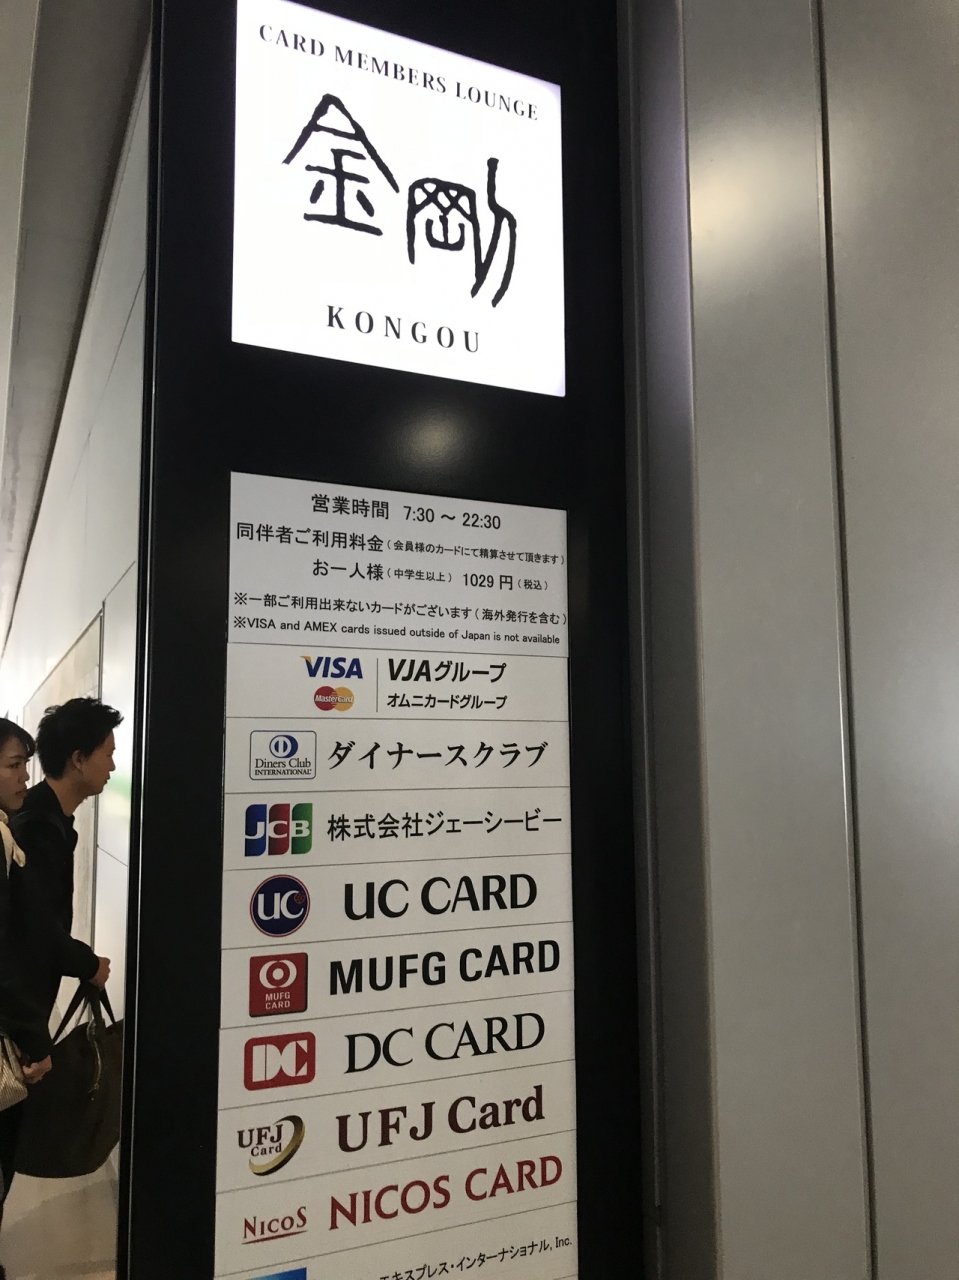 CARD MEMBERS LOUNGE
金剛
KONGOU
営業時間 7:30 ～ 22:30
同伴者ご利用料金（会員様のカードにて精算させて頂きます）
お一人様（中学生以上） 1029 円（税込）
※一部ご利用出来ないカードがございます（海外発行を含む）
※VISA and AMEX cards issued outside of Japan is not available
VISA VJAグループ
MasterCard オムニカードグループ
Diners Club INTERNATIONAL ダイナースクラブ
JCB 株式会社ジェーシービー
UC UC CARD
MUFG CARD MUFG CARD
DC DC CARD
UFJ Card UFJ Card
NICOS NICOS CARD
エキスプレス・インターナショナル, Inc.